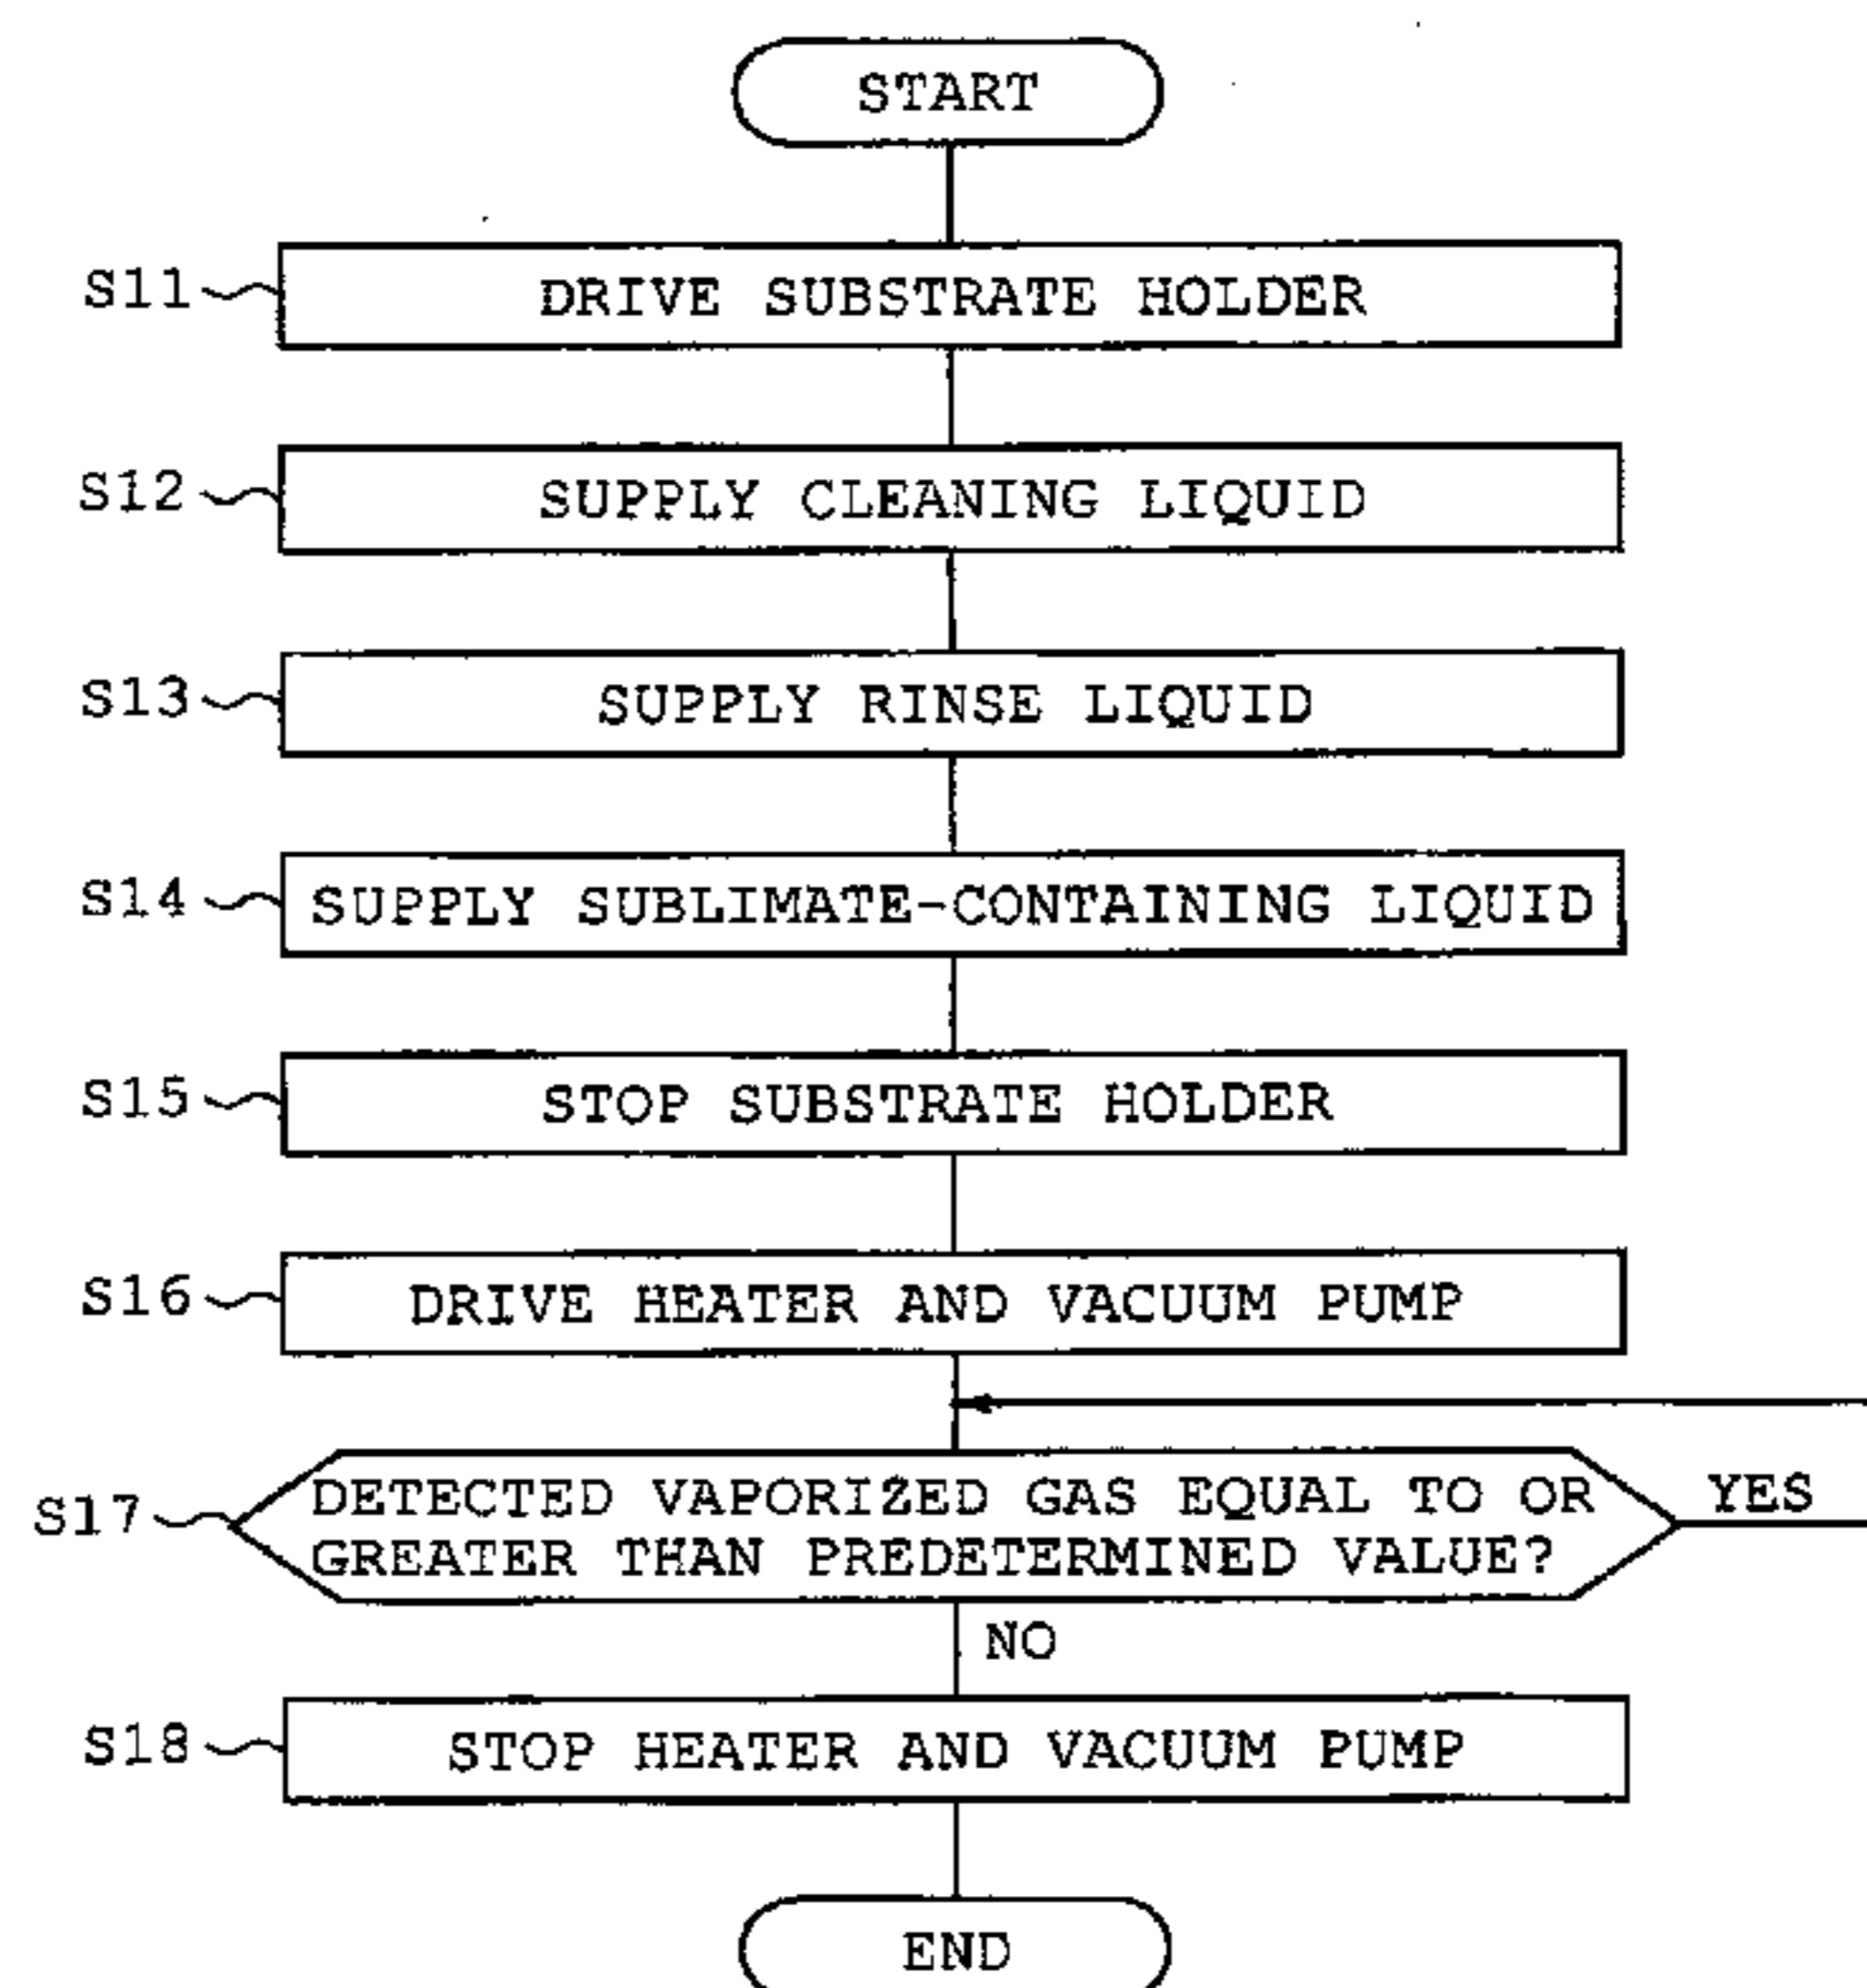 START
S11
DRIVE SUBSTRATE HOLDER
S12
SUPPLY CLEANING LIQUID
S13
SUPPLY RINSE LIQUID
S14
SUPPLY SUBLIMATE-CONTAINING LIQUID
S15
STOP SUBSTRATE HOLDER
S16
DRIVE HEATER AND VACUUM PUMP
S17
DETECTED VAPORIZED GAS EQUAL TO OR
GREATER THAN PREDETERMINED VALUE?
YES
NO
S18
STOP HEATER AND VACUUM PUMP
END